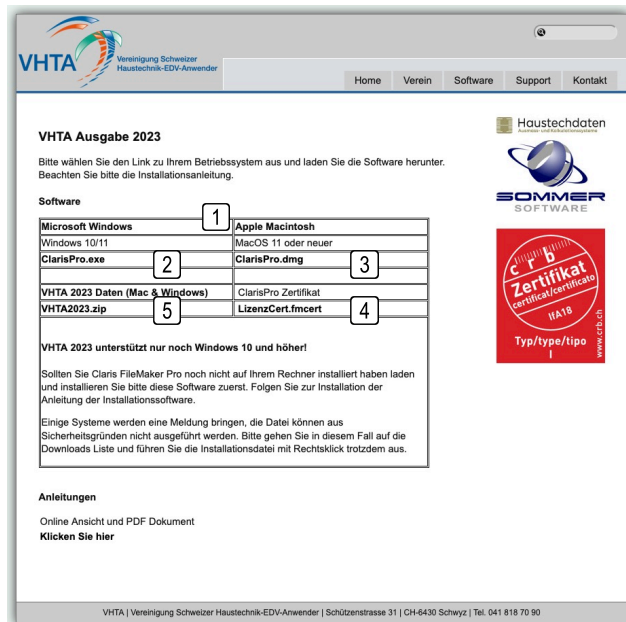 VHTA
Vereinigung Schweizer
Haustechnik-EDV-Anwender
Home Verein Software Support Kontakt
VHTA Ausgabe 2023
Bitte wählen Sie den Link zu Ihrem Betriebssystem aus und laden Sie die Software herunter.
Beachten Sie bitte die Installationsanleitung.
Software
1
Microsoft Windows Apple Macintosh
Windows 10/11 MacOS 11 oder neuer
ClarisPro.exe 2 ClarisPro.dmg 3
VHTA 2023 Daten (Mac & Windows) ClarisPro Zertifikat
VHTA2023.zip 5 LizenzCert.fmcert 4
VHTA 2023 unterstützt nur noch Windows 10 und höher!
Sollten Sie Claris FileMaker Pro noch nicht auf Ihrem Rechner installiert haben laden
und installieren Sie bitte diese Software zuerst. Folgen Sie zur Installation der
Anleitung der Installationssoftware.
Einige Systeme werden eine Meldung bringen, die Datei können aus
Sicherheitsgründen nicht ausgeführt werden. Bitte gehen Sie in diesem Fall auf die
Downloads Liste und führen Sie die Installationsdatei mit Rechtsklick trotzdem aus.
Anleitungen
Online Ansicht und PDF Dokument
Klicken Sie hier
Haustechdaten
Ausmass- und Kalkulationssysteme
SOMMER
SOFTWARE
crb
Zertifikat
certificat/certificato
IfA18
Typ/type/tipo
I
www.crb.ch
VHTA | Vereinigung Schweizer Haustechnik-EDV-Anwender | Schützenstrasse 31 | CH-6430 Schwyz | Tel. 041 818 70 90